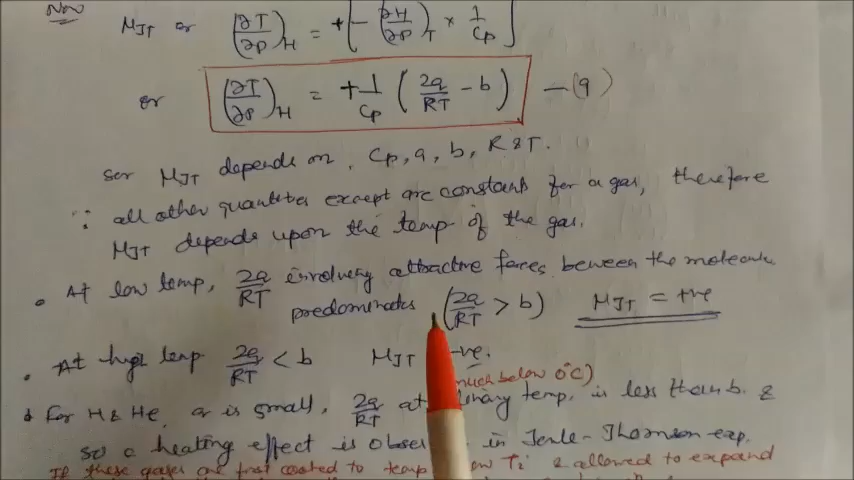 Now
μJT or (∂T/∂P)H = +[-(∂H/∂P)T × 1/Cp]
or (∂T/∂P)H = +1/Cp (2a/RT - b) —(9)
μJT depends on, Cp, a, b, R & T.
∵ all other quantities except are constant for a gas, therefore
μJT depends upon the temp of the gas.
• At low temp, 2a/RT involving attractive forces between the molecules
predominates (2a/RT > b) μJT = +ve
• At high temp 2a/RT < b μJT -ve.
(much below 0°C)
For H & He, a is small, 2a/RT at temp, is less than b. &
So a heating effect is in Joule-Thomson exp.
If these gases are first cooled to temp Ti & allowed to expand